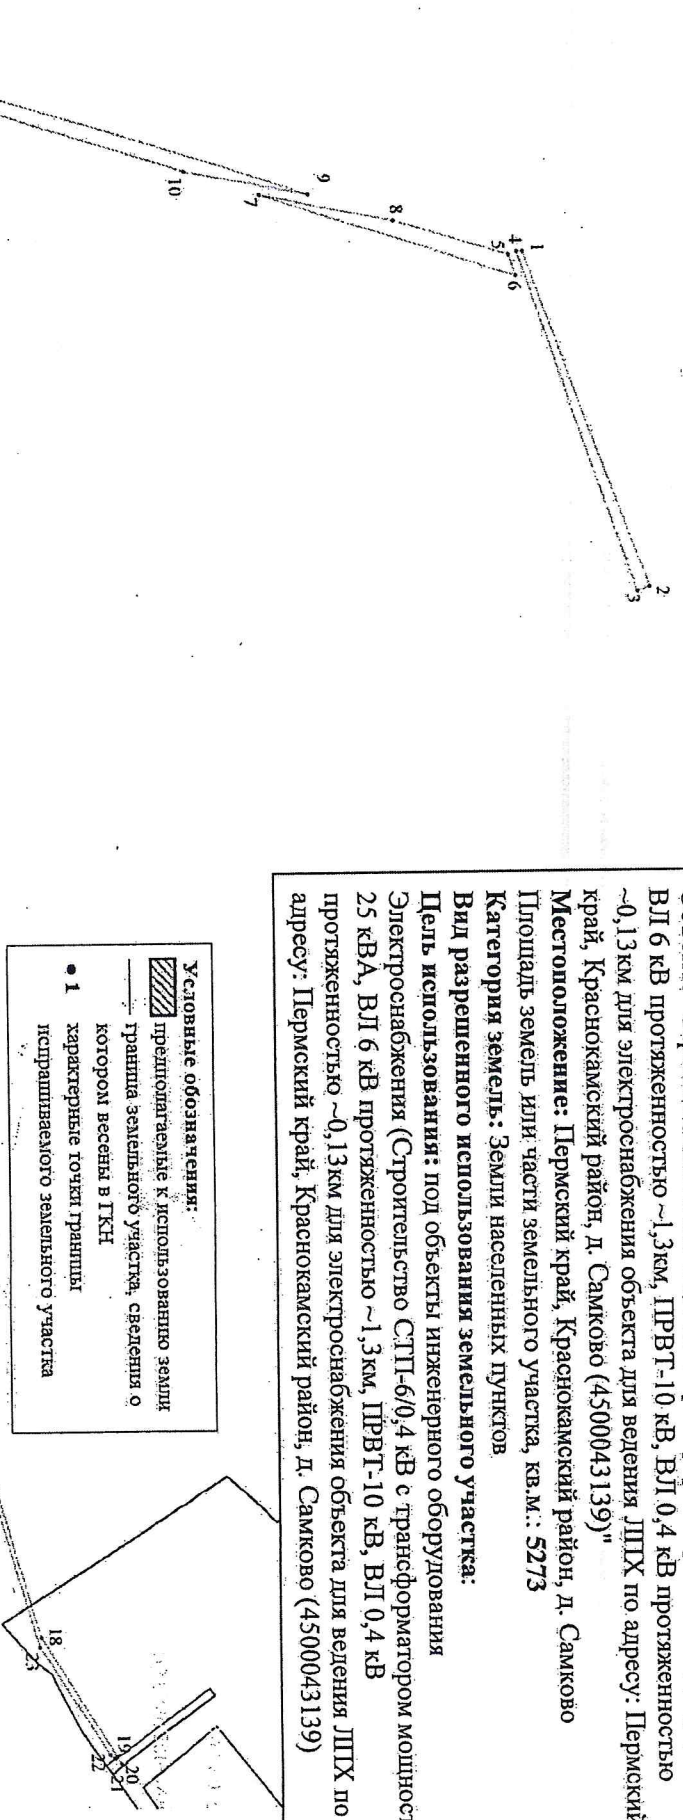 ВЛ 6 кВ протяженностью ~1,3км, ПРВТ-10 кВ, ВЛ 0,4 кВ протяженностью
~0,13км для электроснабжения объекта для ведения ЛПХ по адресу: Пермский
край, Краснокамский район, д. Самково (4500043139)"
Местоположение: Пермский край, Краснокамский район, д. Самково
Площадь земель или части земельного участка, кв.м.: 5273
Категория земель: Земли населенных пунктов
Вид разрешенного использования земельного участка:
Цель использования: под объекты инженерного оборудования
Электроснабжения (Строительство СТП-6/0,4 кВ с трансформатором мощност
25 кВА, ВЛ 6 кВ протяженностью ~1,3км, ПРВТ-10 кВ, ВЛ 0,4 кВ
протяженностью ~0,13км для электроснабжения объекта для ведения ЛПХ по
адресу: Пермский край, Краснокамский район, д. Самково (4500043139)
Условные обозначения:
предполагаемые к использованию земли
граница земельного участка, сведения о
котором весены в ГКН
1 характерные точки границы
испрашиваемого земельного участка
1
2
3
4
5
6
7
8
9
10
18
19
20
21
22
23